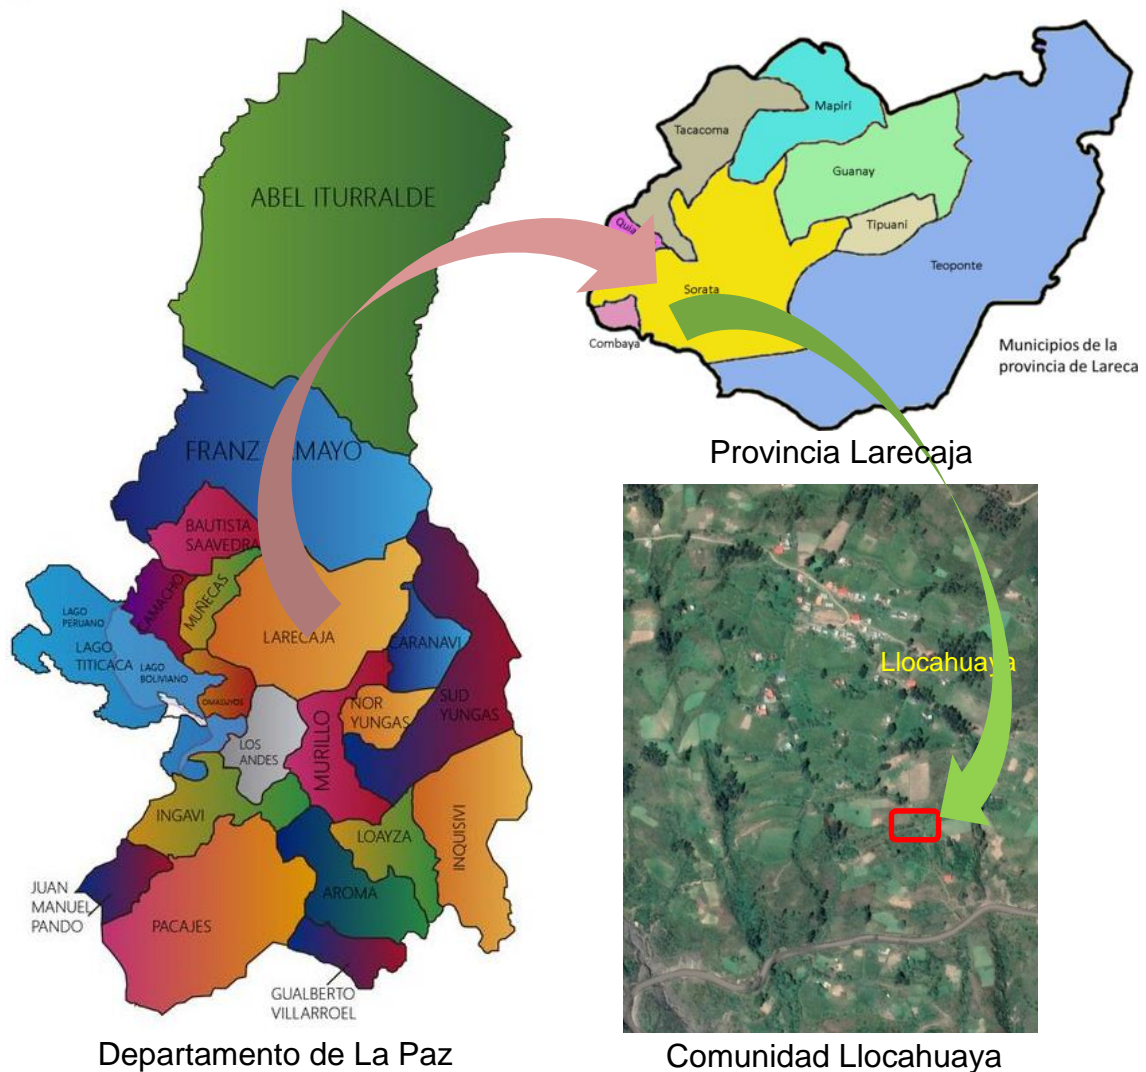 ABEL ITURRALDE
FRANZ AMAYO
BAUTISTA
SAAVEDRA
CAMACHO
MUÑECAS
LAGO
PERUANO
LAGO
TITICACA
LAGO
BOLIVIANO
LARECAJA
CARANAVI
OMASUYOS
LOS
ANDES
MURILLO
NOR
YUNGAS
SUD
YUNGAS
INGAVI
LOAYZA
INQUISIVI
JUAN
MANUEL
PANDO
PACAJES
AROMA
GUALBERTO
VILLARROEL
Departamento de La Paz
Tacacoma
Mapiri
Guanay
Quia
Tipuani
Teoponte
Sorata
Combaya
Municipios de la
provincia de Lareca
Provincia Larecaja
Llocahuaya
Comunidad Llocahuaya